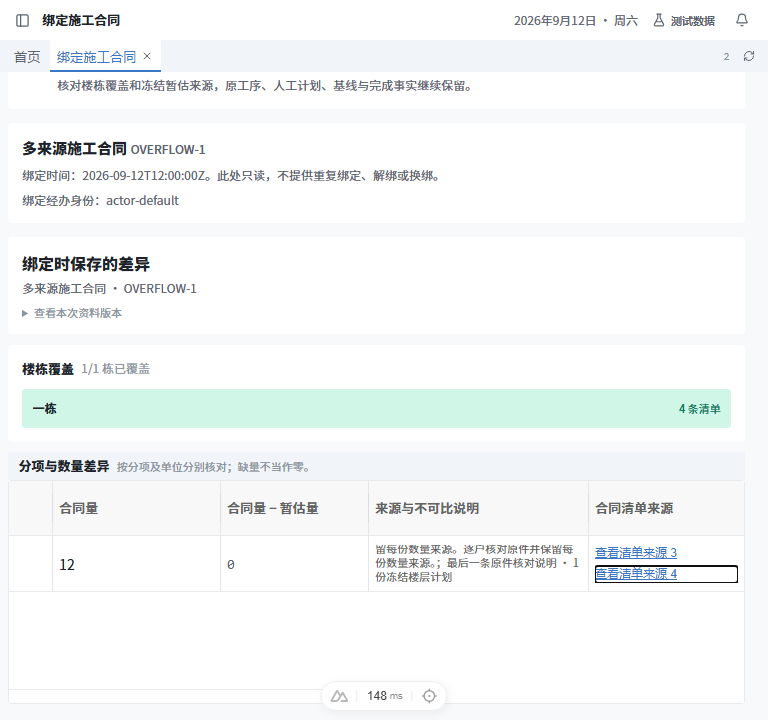 绑定施工合同
2026年9月12日 • 周六
测试数据
首页
绑定施工合同
2
核对楼栋覆盖和冻结暂估来源，原工序、人工计划、基线与完成事实继续保留。
多来源施工合同 OVERFLOW-1
绑定时间：2026-09-12T12:00:00Z。此处只读，不提供重复绑定、解绑或换绑。
绑定经办身份：actor-default
绑定时保存的差异
多来源施工合同 • OVERFLOW-1
查看本次资料版本
楼栋覆盖 1/1 栋已覆盖
一栋
4 条清单
分项与数量差异 按分项及单位分别核对；缺量不当作零。
合同量
合同量 − 暂估量
来源与不可比说明
合同清单来源
12
0
留每份数量来源。逐户核对原件并保留每
份数量来源。；最后一条原件核对说明 • 1
份冻结楼层计划
查看清单来源 3
查看清单来源 4
148 ms